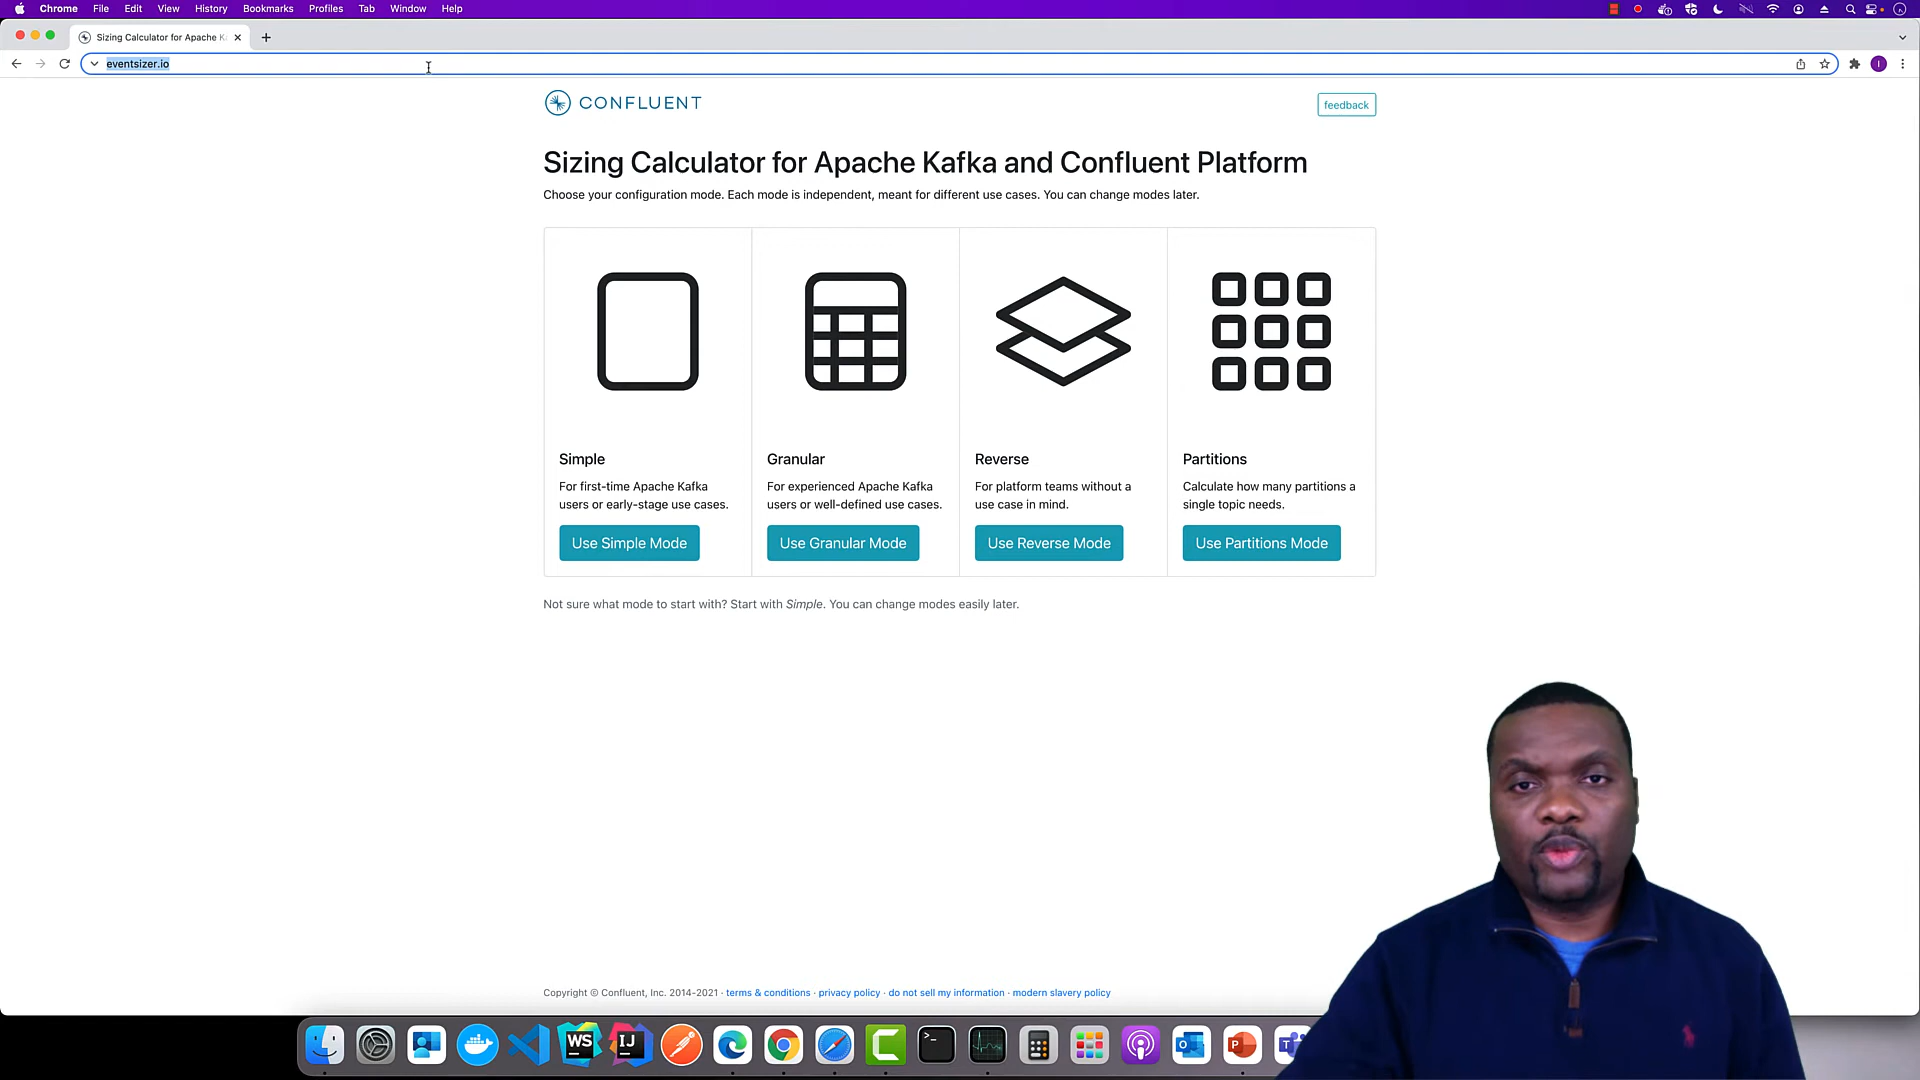 Chrome File Edit View History Bookmarks Profiles Tab Window Help
Sizing Calculator for Apache K
eventsizer.io
CONFLUENT
feedback
Sizing Calculator for Apache Kafka and Confluent Platform
Choose your configuration mode. Each mode is independent, meant for different use cases. You can change modes later.
Simple
For first-time Apache Kafka
users or early-stage use cases.
Use Simple Mode
Granular
For experienced Apache Kafka
users or well-defined use cases.
Use Granular Mode
Reverse
For platform teams without a
use case in mind.
Use Reverse Mode
Partitions
Calculate how many partitions a
single topic needs.
Use Partitions Mode
Not sure what mode to start with? Start with Simple. You can change modes easily later.
Copyright © Confluent, Inc. 2014-2021 · terms & conditions · privacy policy · do not sell my information · modern slavery policy
WS
IJ